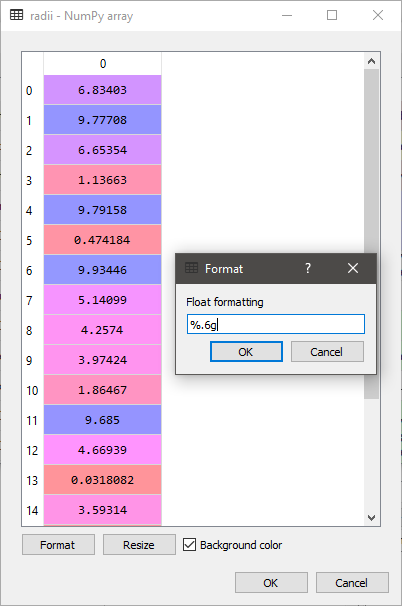 radii - NumPy array
0
0 6.83403
1 9.77708
2 6.65354
3 1.13663
4 9.79158
5 0.474184
6 9.93446
7 5.14099
8 4.2574
9 3.97424
10 1.86467
11 9.685
12 4.66939
13 0.0318082
14 3.59314
Format ?
Float formatting
%.6g
OK Cancel
Format Resize Background color
OK Cancel